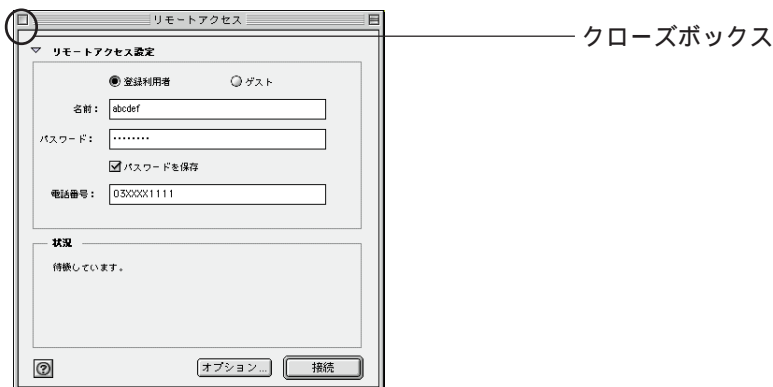 リモートアクセス
クローズボックス
リモートアクセス設定
登録利用者 ゲスト
名前： abcdef
パスワード： ••••••••
パスワードを保存
電話番号： 03XXXX1111
状況
待機しています。
? オプション... 接続